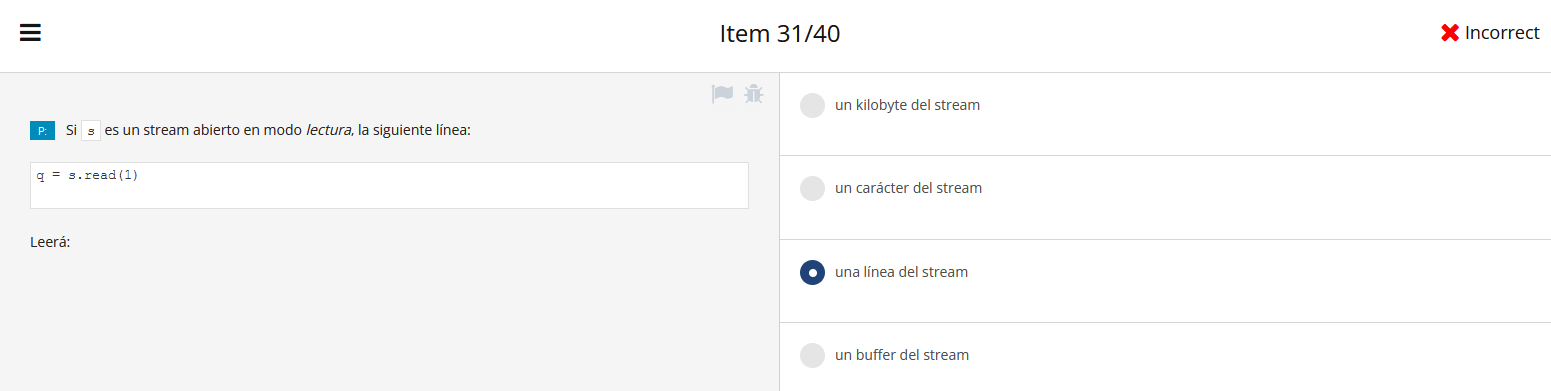 Item 31/40
Incorrect
P: Si s es un stream abierto en modo lectura, la siguiente línea:
q = s.read(1)
Leerá:
un kilobyte del stream
un carácter del stream
una línea del stream
un buffer del stream